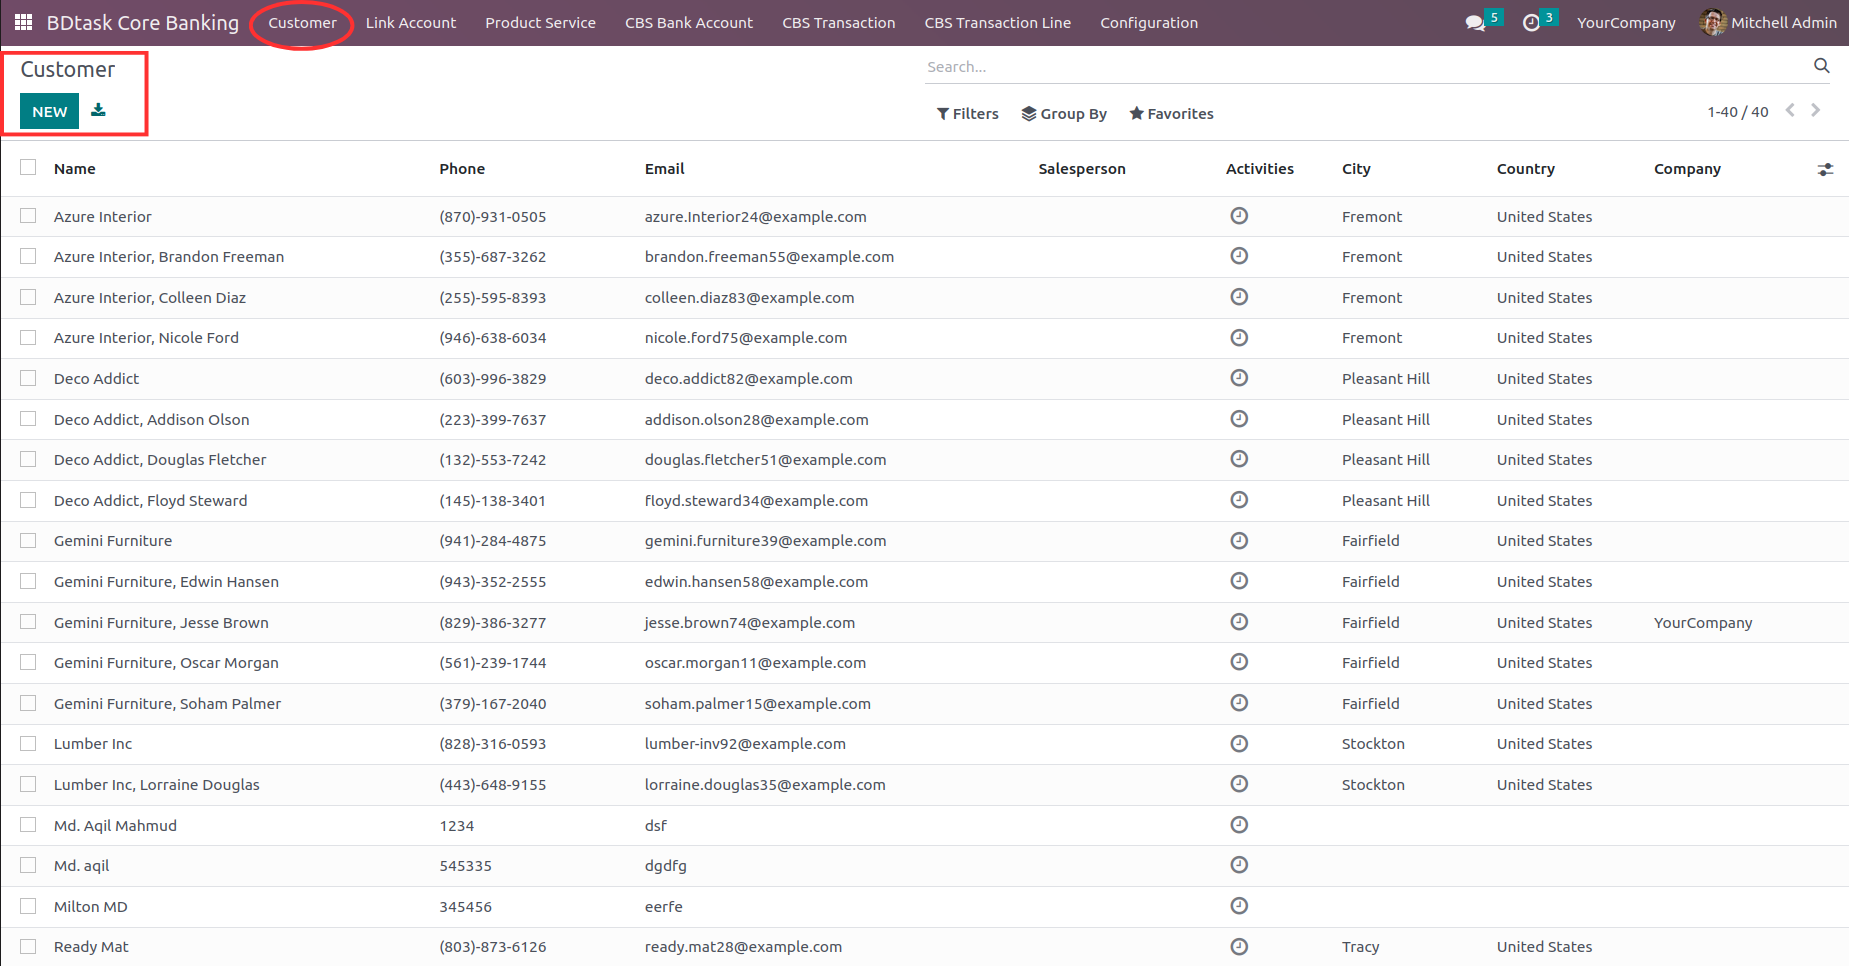 BDtask Core Banking Customer Link Account Product Service CBS Bank Account CBS Transaction CBS Transaction Line Configuration 5 3 YourCompany Mitchell Admin
Customer Search...
NEW Filters Group By Favorites 1-40 / 40
Name Phone Email Salesperson Activities City Country Company
Azure Interior (870)-931-0505 azure.Interior24@example.com Fremont United States
Azure Interior, Brandon Freeman (355)-687-3262 brandon.freeman55@example.com Fremont United States
Azure Interior, Colleen Diaz (255)-595-8393 colleen.diaz83@example.com Fremont United States
Azure Interior, Nicole Ford (946)-638-6034 nicole.ford75@example.com Fremont United States
Deco Addict (603)-996-3829 deco.addict82@example.com Pleasant Hill United States
Deco Addict, Addison Olson (223)-399-7637 addison.olson28@example.com Pleasant Hill United States
Deco Addict, Douglas Fletcher (132)-553-7242 douglas.fletcher51@example.com Pleasant Hill United States
Deco Addict, Floyd Steward (145)-138-3401 floyd.steward34@example.com Pleasant Hill United States
Gemini Furniture (941)-284-4875 gemini.furniture39@example.com Fairfield United States
Gemini Furniture, Edwin Hansen (943)-352-2555 edwin.hansen58@example.com Fairfield United States
Gemini Furniture, Jesse Brown (829)-386-3277 jesse.brown74@example.com Fairfield United States YourCompany
Gemini Furniture, Oscar Morgan (561)-239-1744 oscar.morgan11@example.com Fairfield United States
Gemini Furniture, Soham Palmer (379)-167-2040 soham.palmer15@example.com Fairfield United States
Lumber Inc (828)-316-0593 lumber-inv92@example.com Stockton United States
Lumber Inc, Lorraine Douglas (443)-648-9155 lorraine.douglas35@example.com Stockton United States
Md. Aqil Mahmud 1234 dsf
Md. aqil 545335 dgdfg
Milton MD 345456 eerfe
Ready Mat (803)-873-6126 ready.mat28@example.com Tracy United States